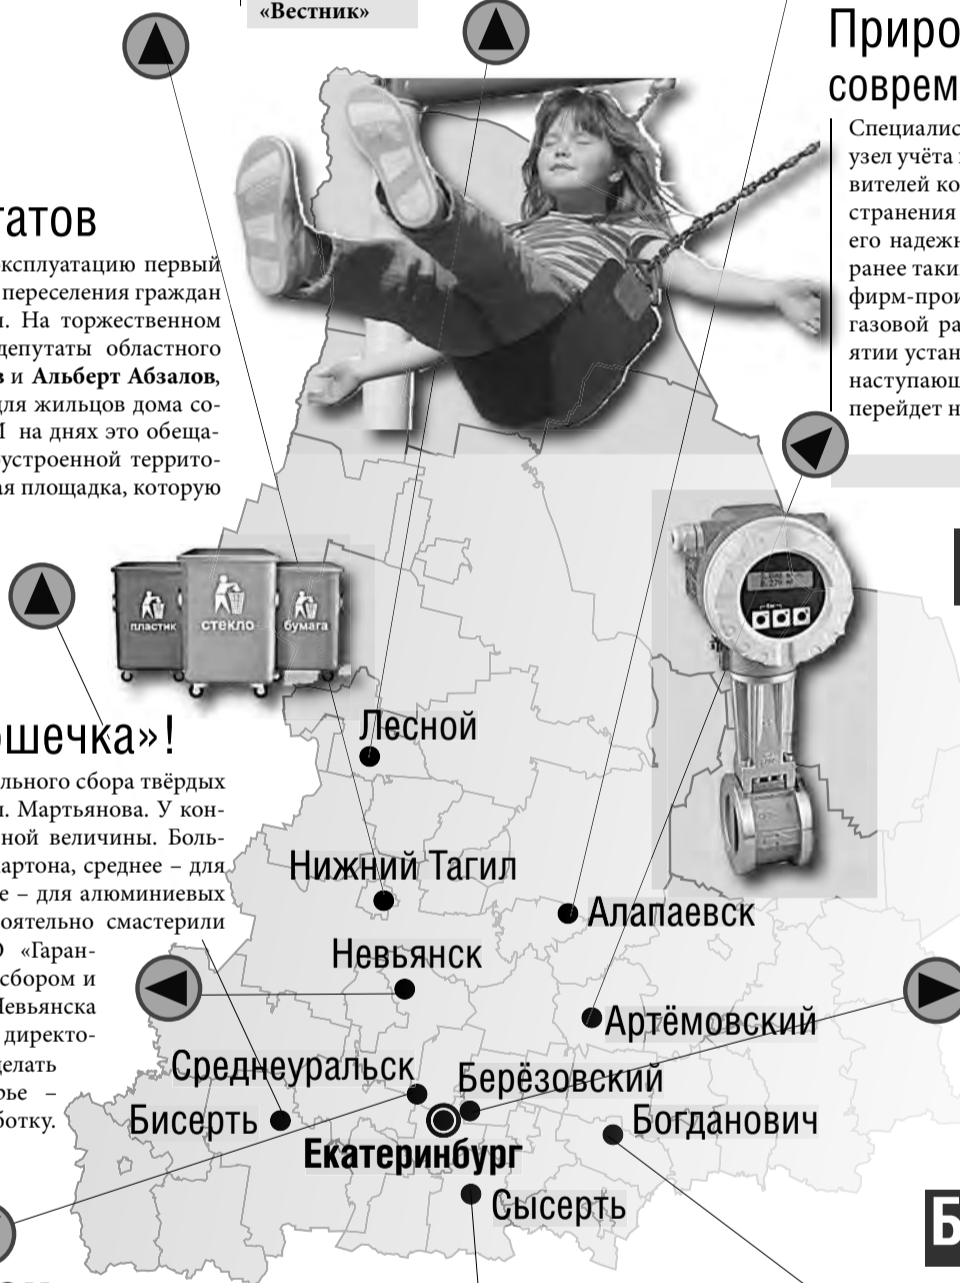 «Вестник»
Приро
соврем
Специалис
узел учёта
вителей ко
странения
его надежн
ранее таки
фирм-прои
газовой ра
ятии устан
наступающ
перейдет н
татов
ксплуатацию первый
переселения граждан
и. На торжественном
депутаты областного
в и Альберт Абзалов,
для жильцов дома со-
И на днях это обеща-
устроенной террито-
ая площадка, которую
пластик
стекло
бумага
ошечка»!
льного сбора твёрдых
л. Мартьянова. У кон-
ной величины. Боль-
картона, среднее – для
е – для алюминиевых
оятельно смастерили
О «Гаран-
сбором и
Невьянска
директо-
делать
рье –
ботку.
Лесной
Нижний Тагил
Алапаевск
Невьянск
Артёмовский
Среднеуральск
Берёзовский
Бисерть
Богданович
Екатеринбург
Сысерть
Б